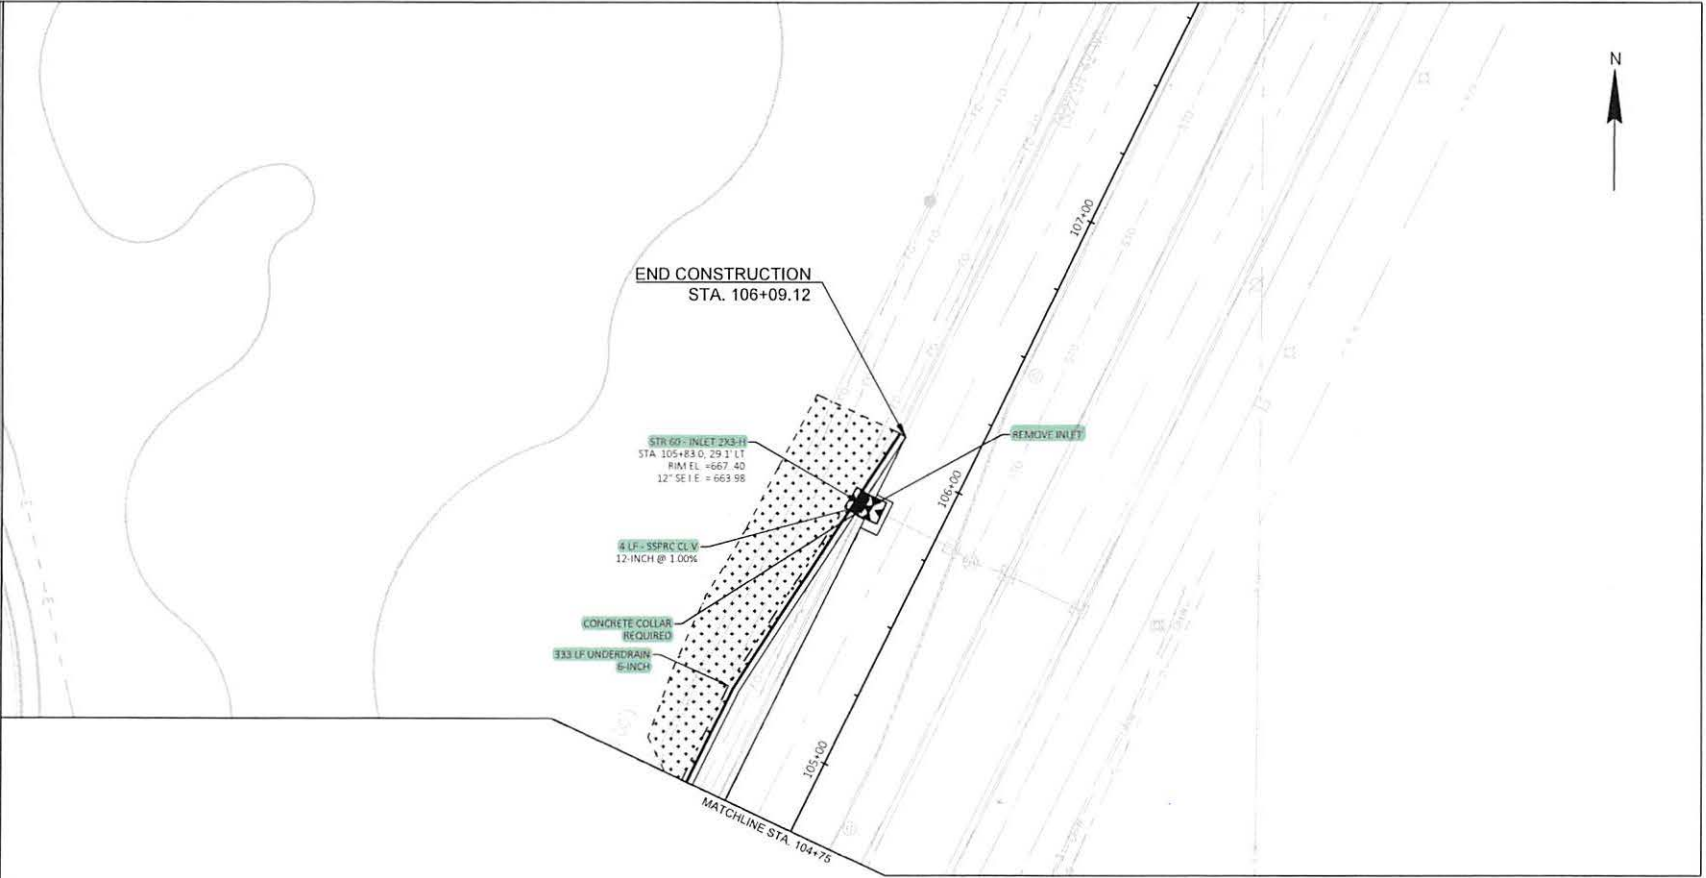 N
107+00
END CONSTRUCTION
STA. 106+09.12
STR 60 - INLET 2X3-H
STA. 105+83.0, 29.1' LT
RIM EL. =667.40
12" SE I.E. = 663.98
REMOVE INLET
106+00
4 LF - SSPRC CL V
12-INCH @ 1.00%
CONCRETE COLLAR
REQUIRED
333 LF UNDERDRAIN
6-INCH
105+00
MATCHLINE STA. 104+75